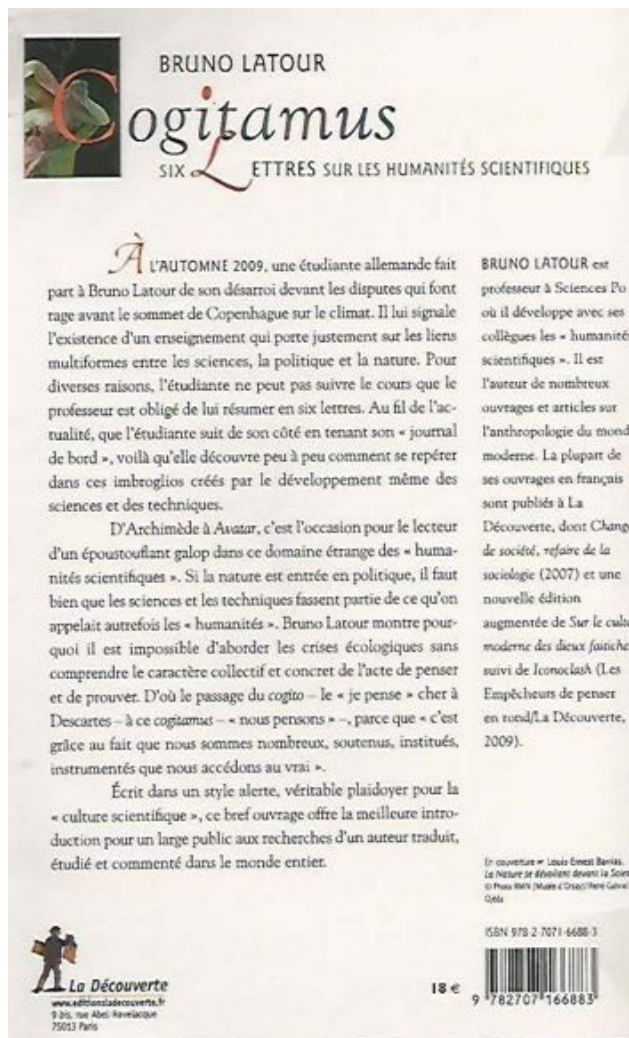 BRUNO LATOUR
Cogitamus
SIX LETTRES SUR LES HUMANITÉS SCIENTIFIQUES
À L'AUTOMNE 2009, une étudiante allemande fait
part à Bruno Latour de son désarroi devant les disputes qui font
rage avant le sommet de Copenhague sur le climat. Il lui signale
l'existence d'un enseignement qui porte justement sur les liens
multiformes entre les sciences, la politique et la nature. Pour
diverses raisons, l'étudiante ne peut pas suivre le cours que le
professeur est obligé de lui résumer en six lettres. Au fil de l'ac-
tualité, que l'étudiante suit de son côté en tenant son « journal
de bord », voilà qu'elle découvre peu à peu comment se repérer
dans ces imbroglios créés par le développement même des
sciences et des techniques.
D'Archimède à Avatar, c'est l'occasion pour le lecteur
d'un époustouflant galop dans ce domaine étrange des « huma-
nités scientifiques ». Si la nature est entrée en politique, il faut
bien que les sciences et les techniques fassent partie de ce qu'on
appelait autrefois les « humanités ». Bruno Latour montre pour-
quoi il est impossible d'aborder les crises écologiques sans
comprendre le caractère collectif et concret de l'acte de penser
et de prouver. D'où le passage du cogito – le « je pense » cher à
Descartes – à ce cogitamus – « nous pensons » –, parce que « c'est
grâce au fait que nous sommes nombreux, soutenus, institués,
instrumentés que nous accédons au vrai ».
Écrit dans un style alerte, véritable plaidoyer pour la
« culture scientifique », ce bref ouvrage offre la meilleure intro-
duction pour un large public aux recherches d'un auteur traduit,
étudié et commenté dans le monde entier.
BRUNO LATOUR est
professeur à Sciences Po
où il développe avec ses
collègues les « humanités
scientifiques ». Il est
l'auteur de nombreux
ouvrages et articles sur
l'anthropologie du mond
moderne. La plupart de
ses ouvrages en français
sont publiés à La
Découverte, dont Change
de société, refaire de la
sociologie (2007) et une
nouvelle édition
augmentée de Sur le culte
moderne des dieux faitiche
suivi de Iconoclash (Les
Empêcheurs de penser
en rond/La Découverte,
2009).
En couverture Louis Ernest Barrias,
La Nature se dévoilant devant la Scien
© Photo RMN (Musée d'Orsay)/René Gabriel
Ojéda
ISBN 978-2-7071-6688-3
La Découverte
www.editionsladecouverte.fr
9 bis, rue Abel-Hovelacque
75013 Paris
18 €
9 782707 166883